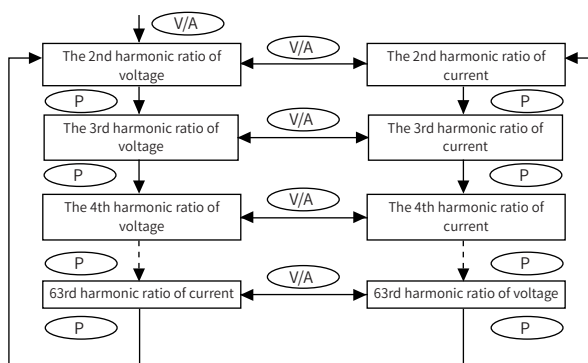 V/A
The 2nd harmonic ratio of
voltage
V/A
The 2nd harmonic ratio of
current
P
P
The 3rd harmonic ratio of
voltage
V/A
The 3rd harmonic ratio of
current
P
P
The 4th harmonic ratio of
voltage
V/A
The 4th harmonic ratio of
current
P
P
63rd harmonic ratio of current
V/A
63rd harmonic ratio of voltage
P
P